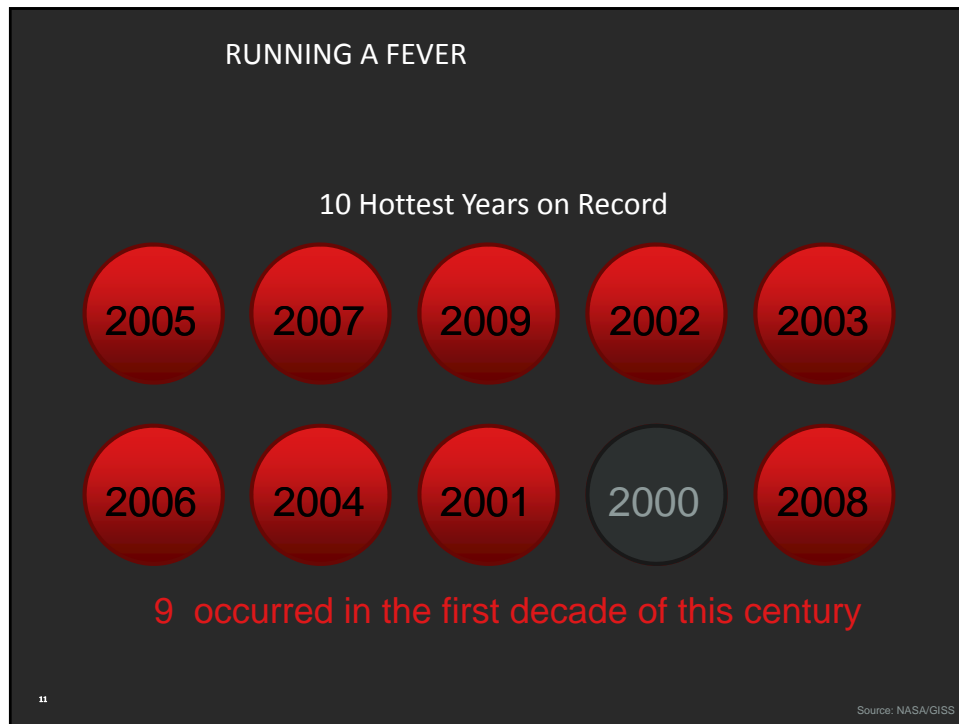 RUNNING A FEVER
10 Hottest Years on Record
2005 2007 2009 2002 2003
2006 2004 2001 2000 2008
9 occurred in the first decade of this century
11
Source: NASA/GISS